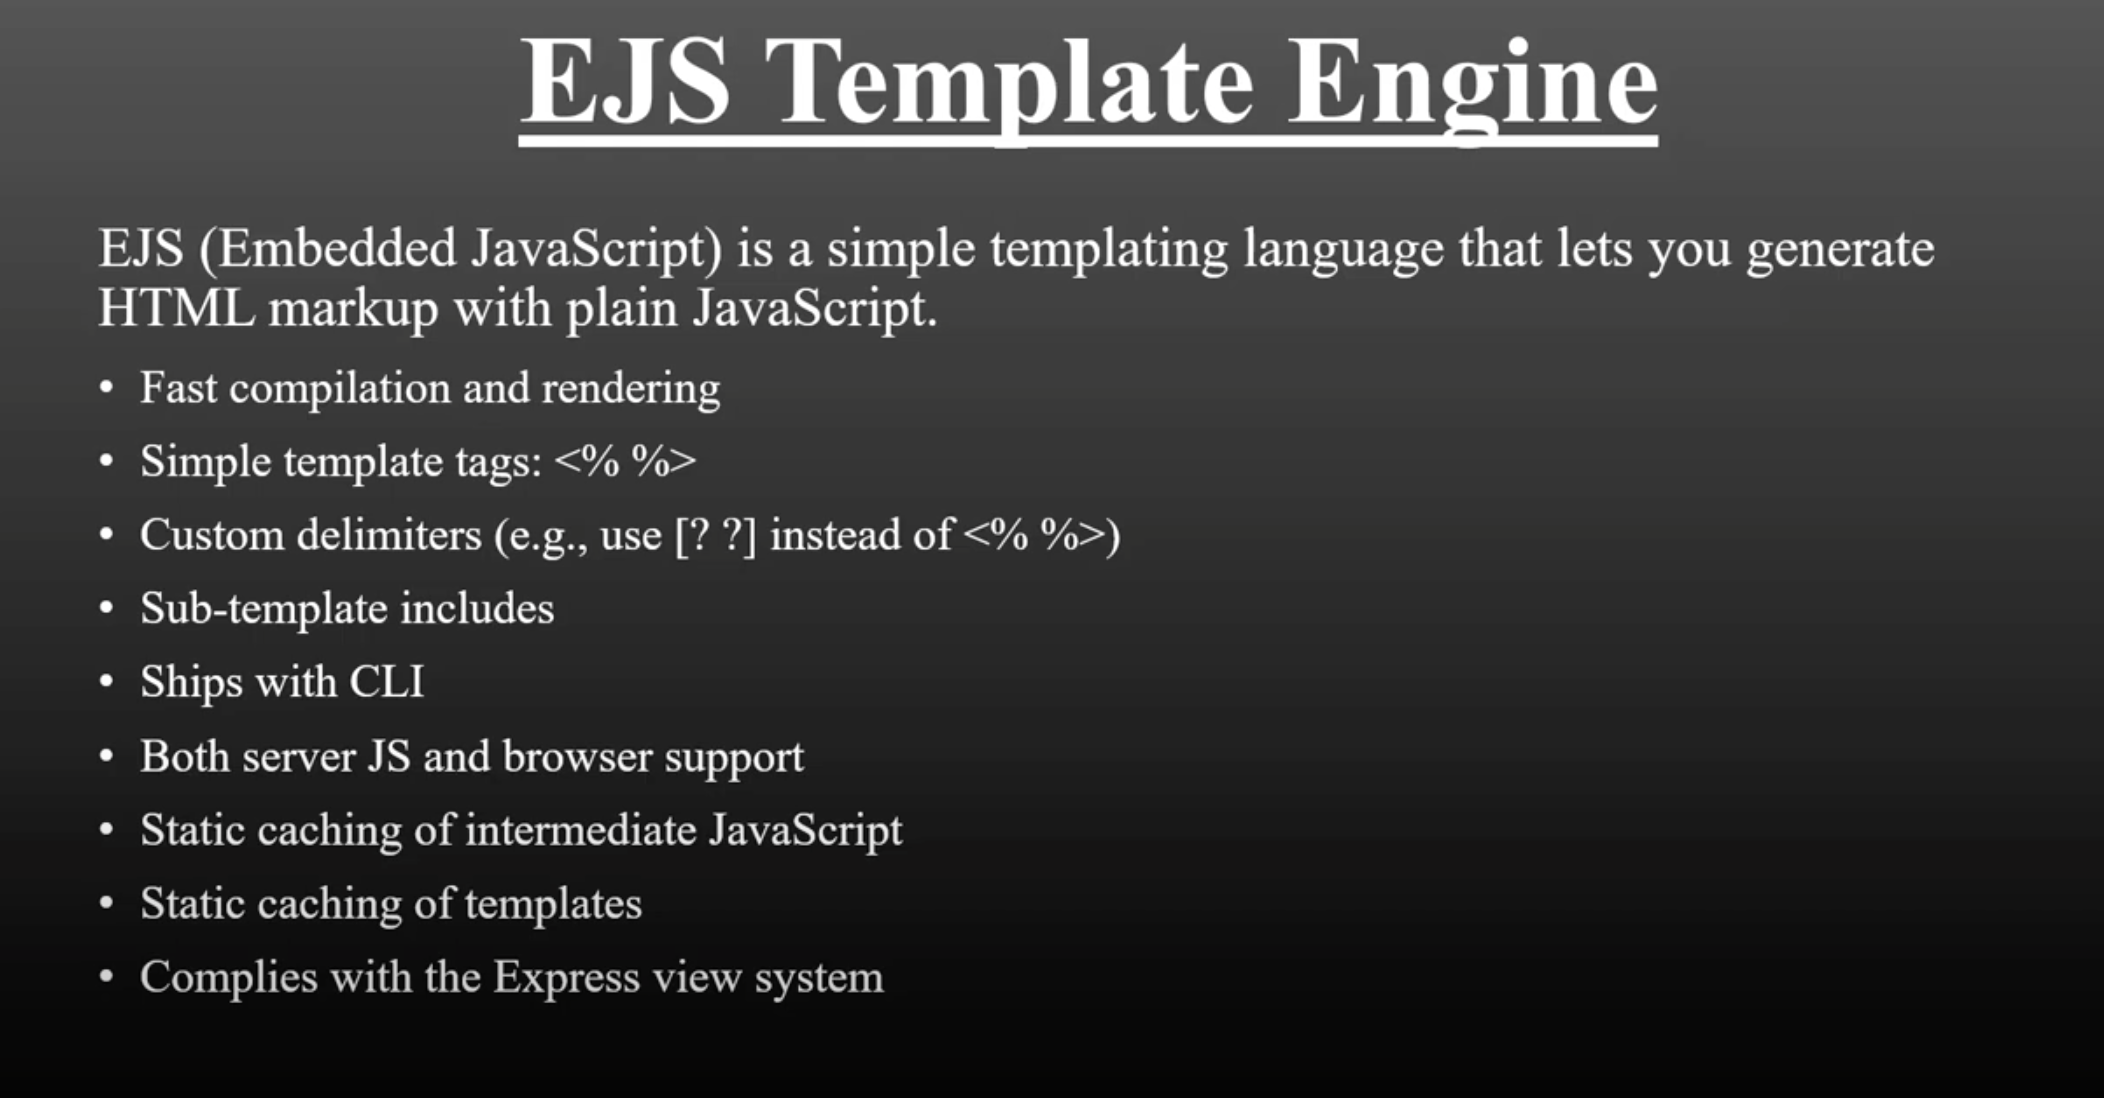 EJS Template Engine
EJS (Embedded JavaScript) is a simple templating language that lets you generate
HTML markup with plain JavaScript.
• Fast compilation and rendering
• Simple template tags: <% %>
• Custom delimiters (e.g., use [? ?] instead of <% %>)
• Sub-template includes
• Ships with CLI
• Both server JS and browser support
• Static caching of intermediate JavaScript
• Static caching of templates
• Complies with the Express view system